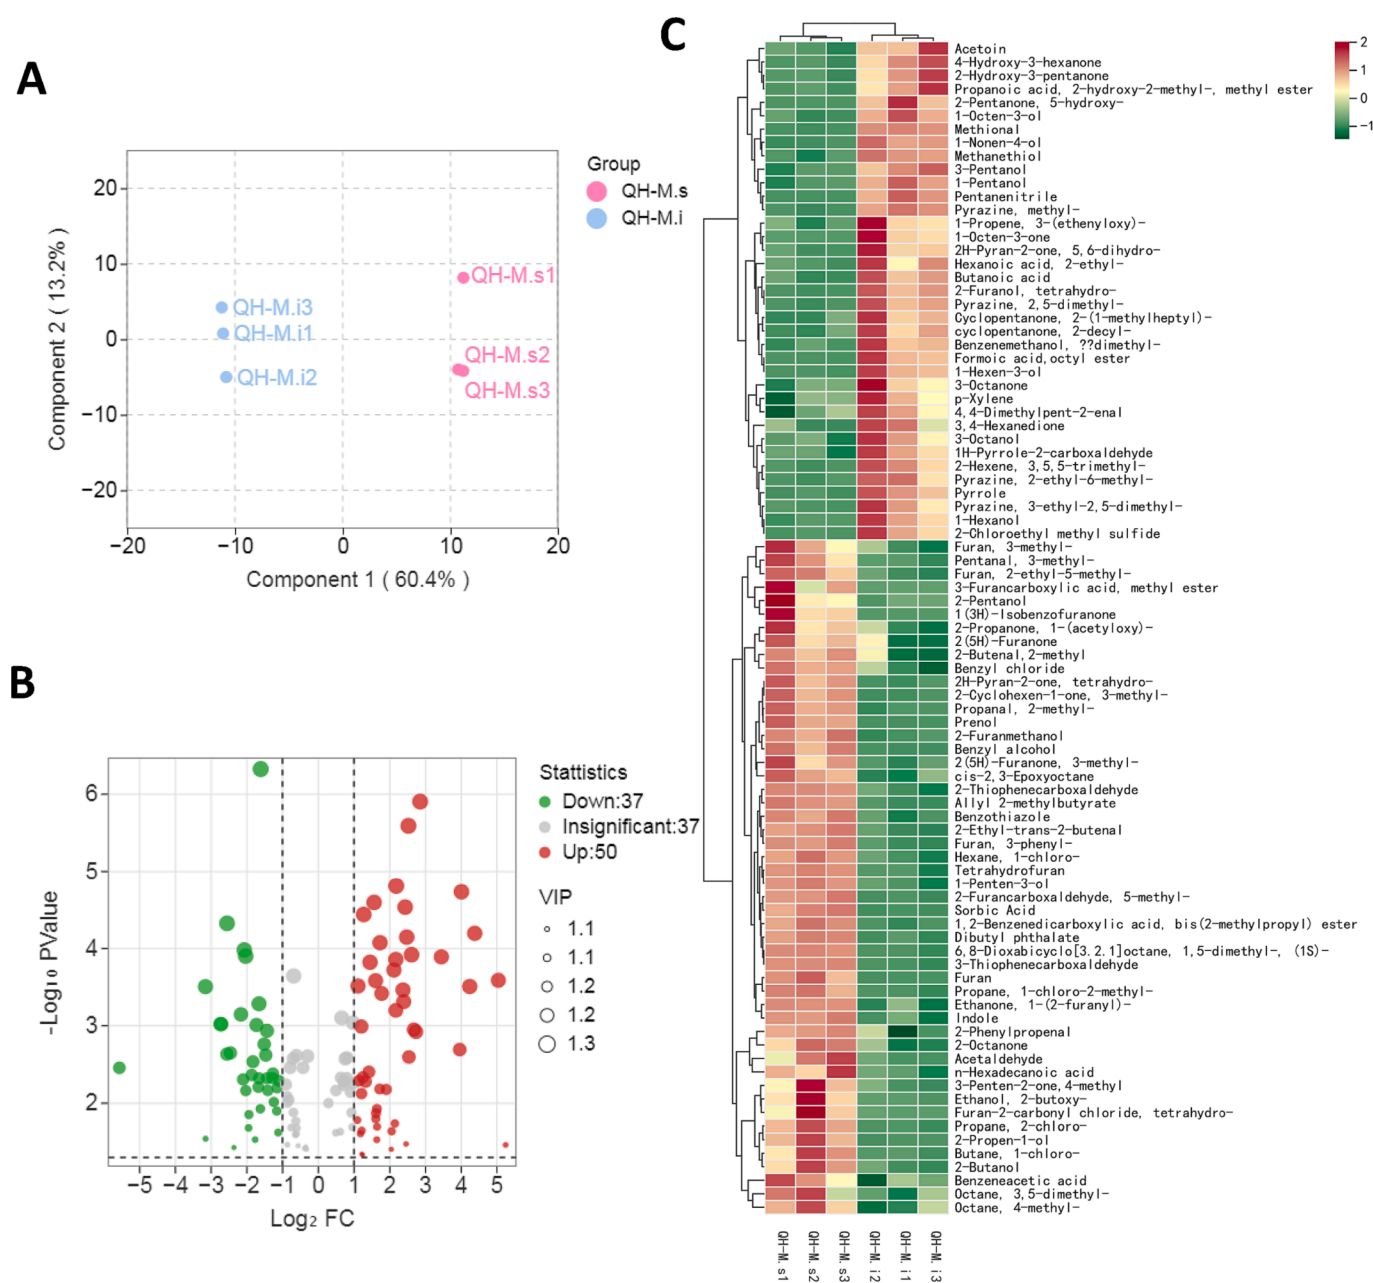 A
20
10
0
−10
−20
−20
−10
0
10
20
Component 2 ( 13.2% )
Component 1 ( 60.4% )
QH-M.s1
QH-M.s2
QH-M.s3
QH-M.i3
QH-M.i1
QH-M.i2
Group
QH-M.s
QH-M.i
B
6
5
4
3
2
−5
−4
−3
−2
−1
0
1
2
3
4
5
-Log₁₀ PValue
Log₂ FC
Stattistics
Down:37
Insignificant:37
Up:50
VIP
1.1
1.1
1.2
1.2
1.3
C
2
1
0
−1
Acetoin
4-Hydroxy-3-hexanone
2-Hydroxy-3-pentanone
Propanoic acid, 2-hydroxy-2-methyl-, methyl ester
2-Pentanone, 5-hydroxy-
1-Octen-3-ol
Methional
1-Nonen-4-ol
Methanethiol
3-Pentanol
1-Pentanol
Pentanenitrile
Pyrazine, methyl-
1-Propene, 3-(ethenyloxy)-
1-Octen-3-one
2H-Pyran-2-one, 5,6-dihydro-
Hexanoic acid, 2-ethyl-
Butanoic acid
2-Furanol, tetrahydro-
Pyrazine, 2,5-dimethyl-
Cyclopentanone, 2-(1-methylheptyl)-
cyclopentanone, 2-decyl-
Benzenemethanol, ??dimethyl-
Formoic acid,octyl ester
1-Hexen-3-ol
3-Octanone
p-Xylene
4,4-Dimethylpent-2-enal
3,4-Hexanedione
3-Octanol
1H-Pyrrole-2-carboxaldehyde
2-Hexene, 3,5,5-trimethyl-
Pyrazine, 2-ethyl-6-methyl-
Pyrrole
Pyrazine, 3-ethyl-2,5-dimethyl-
1-Hexanol
2-Chloroethyl methyl sulfide
Furan, 3-methyl-
Pentanal, 3-methyl-
Furan, 2-ethyl-5-methyl-
3-Furancarboxylic acid, methyl ester
2-Pentanol
1(3H)-Isobenzofuranone
2-Propanone, 1-(acetyloxy)-
2(5H)-Furanone
2-Butenal,2-methyl
Benzyl chloride
2H-Pyran-2-one, tetrahydro-
2-Cyclohexen-1-one, 3-methyl-
Propanal, 2-methyl-
Prenol
2-Furanmethanol
Benzyl alcohol
2(5H)-Furanone, 3-methyl-
cis-2,3-Epoxyoctane
2-Thiophenecarboxaldehyde
Allyl 2-methylbutyrate
Benzothiazole
2-Ethyl-trans-2-butenal
Furan, 3-phenyl-
Hexane, 1-chloro-
Tetrahydrofuran
1-Penten-3-ol
2-Furancarboxaldehyde, 5-methyl-
Sorbic Acid
1,2-Benzenedicarboxylic acid, bis(2-methylpropyl) ester
Dibutyl phthalate
6,8-Dioxabicyclo[3.2.1]octane, 1,5-dimethyl-, (1S)-
3-Thiophenecarboxaldehyde
Furan
Propane, 1-chloro-2-methyl-
Ethanone, 1-(2-furanyl)-
Indole
2-Phenylpropenal
2-Octanone
Acetaldehyde
n-Hexadecanoic acid
3-Penten-2-one,4-methyl
Ethanol, 2-butoxy-
Furan-2-carbonyl chloride, tetrahydro-
Propane, 2-chloro-
2-Propen-1-ol
Butane, 1-chloro-
2-Butanol
Benzeneacetic acid
Octane, 3,5-dimethyl-
Octane, 4-methyl-
QH-M.s1
QH-M.s2
QH-M.s3
QH-M.i2
QH-M.i1
QH-M.i3